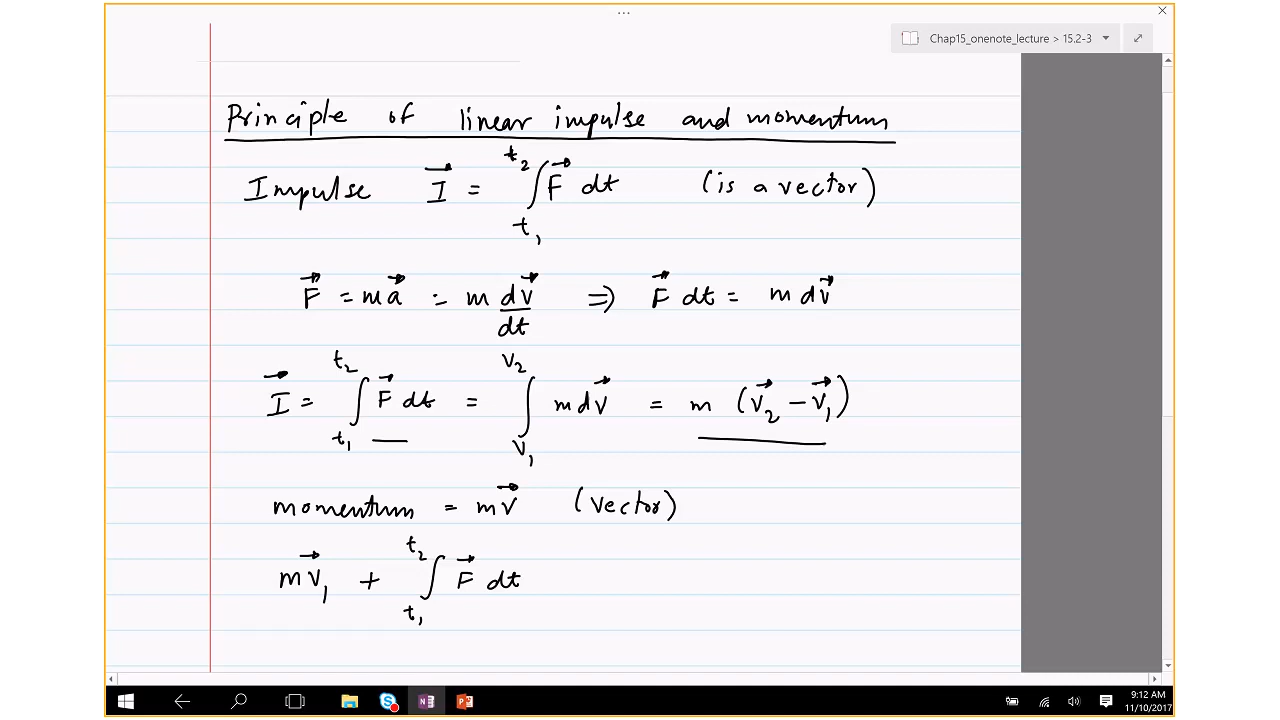 Chap15_onenote_lecture > 15.2-3
Principle of linear impulse and momentum
Impulse I⃗ = ∫_{t₁}^{t₂} F⃗ dt (is a vector)
F⃗ = ma⃗ = m dv⃗/dt ⇒ F⃗ dt = m dv⃗
I⃗ = ∫_{t₁}^{t₂} F⃗ dt = ∫_{v₁}^{v₂} m dv⃗ = m (v⃗₂ − v⃗₁)
momentum = mv⃗ (vector)
mv⃗₁ + ∫_{t₁}^{t₂} F⃗ dt
9:12 AM
11/10/2017